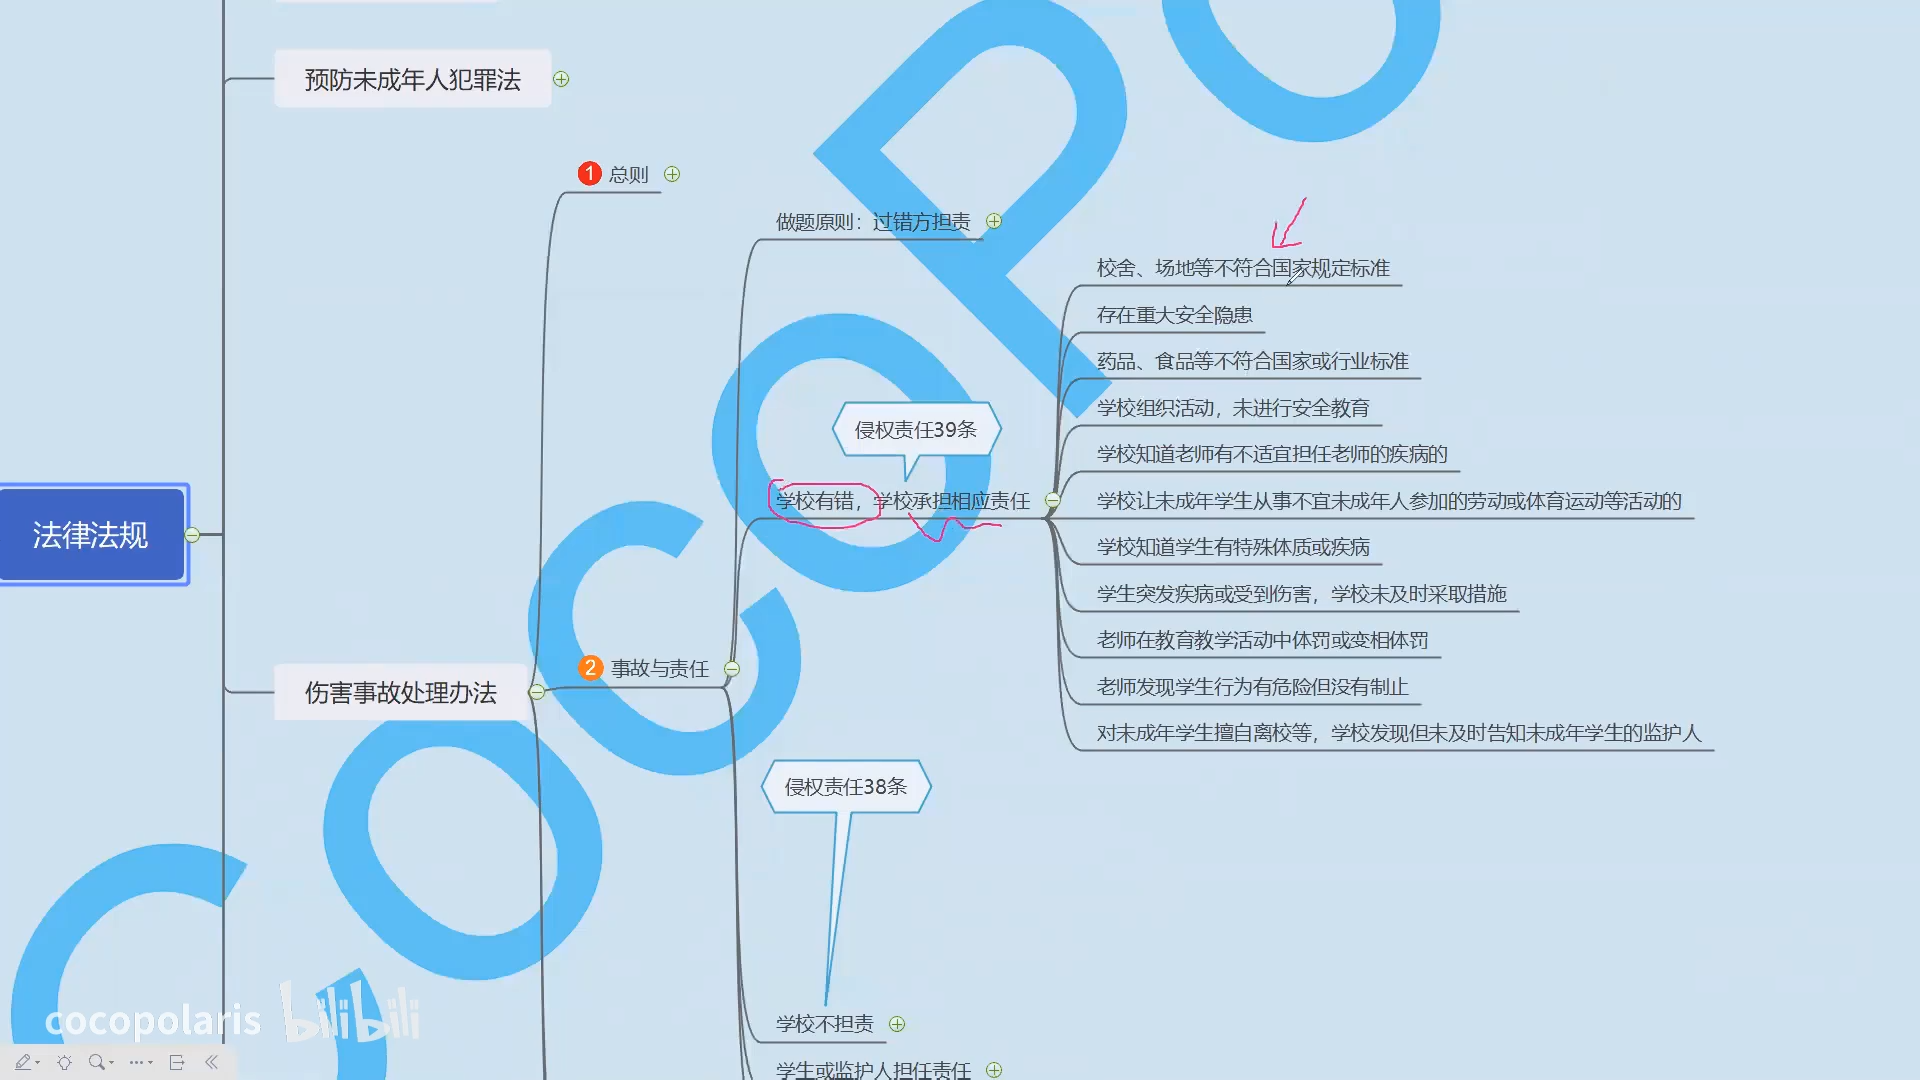 预防未成年人犯罪法
1 总则
做题原则：过错方担责
校舍、场地等不符合国家规定标准
存在重大安全隐患
药品、食品等不符合国家或行业标准
学校组织活动，未进行安全教育
侵权责任39条
学校知道老师有不适宜担任老师的疾病的
学校有错，学校承担相应责任
学校让未成年学生从事不宜未成年人参加的劳动或体育运动等活动的
法律法规
学校知道学生有特殊体质或疾病
学生突发疾病或受到伤害，学校未及时采取措施
老师在教育教学活动中体罚或变相体罚
2 事故与责任
老师发现学生行为有危险但没有制止
伤害事故处理办法
对未成年学生擅自离校等，学校发现但未及时告知未成年学生的监护人
侵权责任38条
学校不担责
学生或监护人担任责任
cocopolaris bilibili
COCOPO